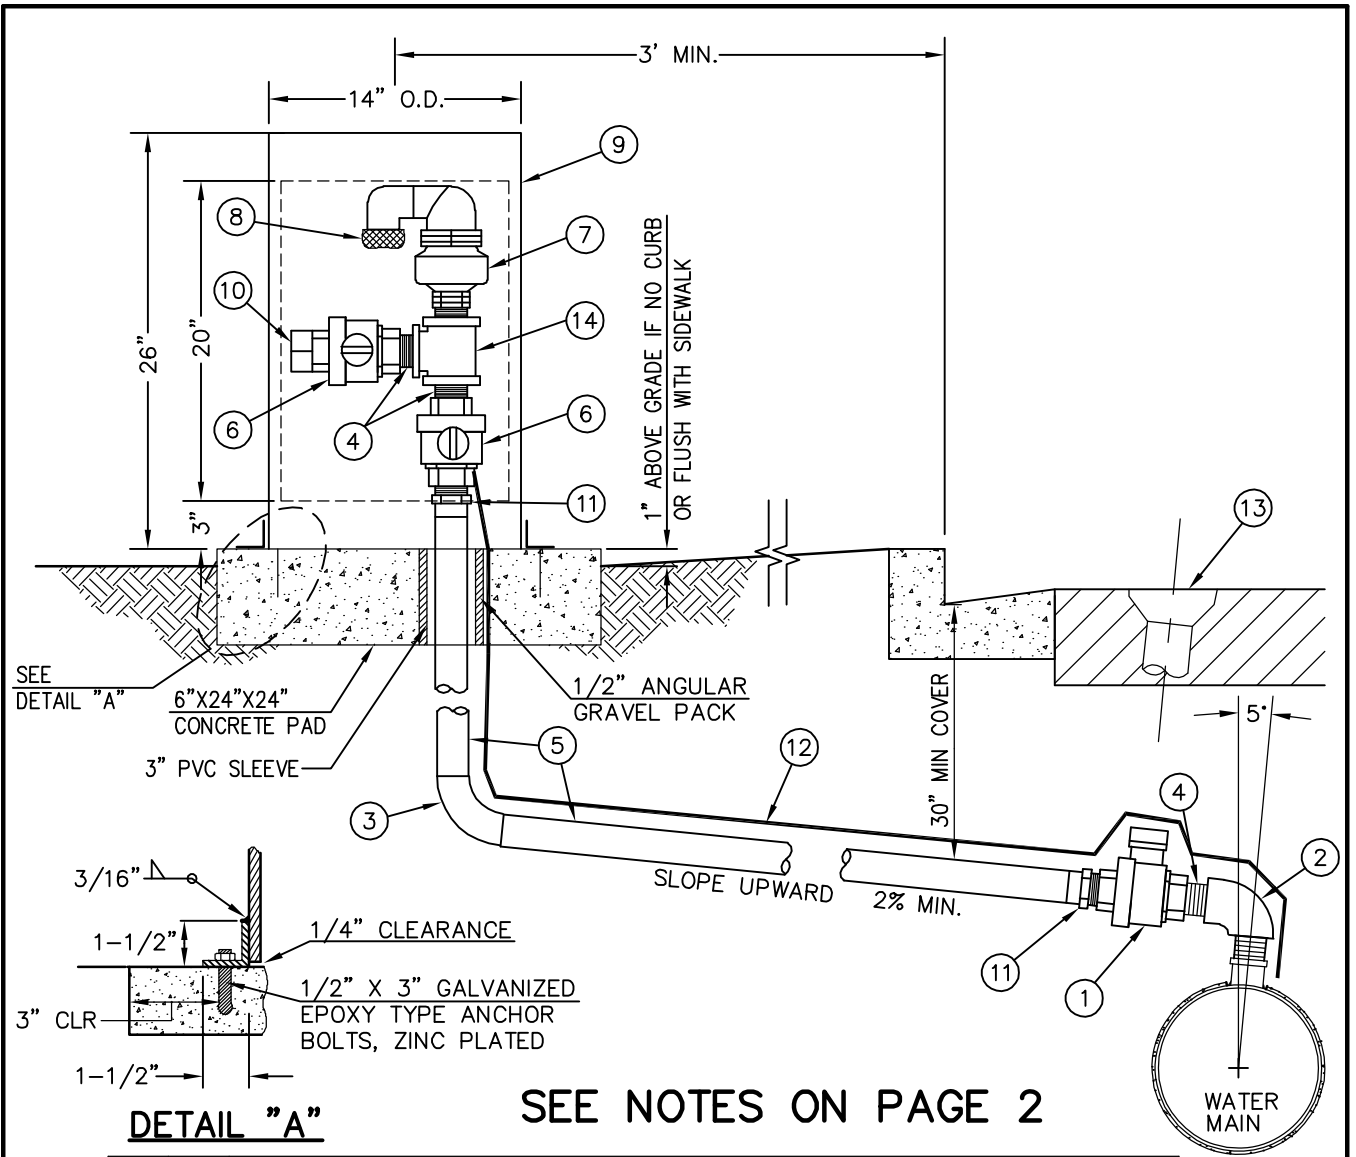 3' MIN.
14" O.D.
9
8
7
10
14
26"
20"
1" ABOVE GRADE IF NO CURB
OR FLUSH WITH SIDEWALK
6
4
6
11
3"
13
SEE
DETAIL "A"
6"X24"X24"
CONCRETE PAD
1/2" ANGULAR
GRAVEL PACK
3" PVC SLEEVE
5
12
30" MIN COVER
5°
3
4
2
SLOPE UPWARD
2% MIN.
3/16"
1-1/2"
1/4" CLEARANCE
11
1
1/2" X 3" GALVANIZED
EPOXY TYPE ANCHOR
BOLTS, ZINC PLATED
3" CLR
1-1/2"
WATER
MAIN
DETAIL "A"
SEE NOTES ON PAGE 2